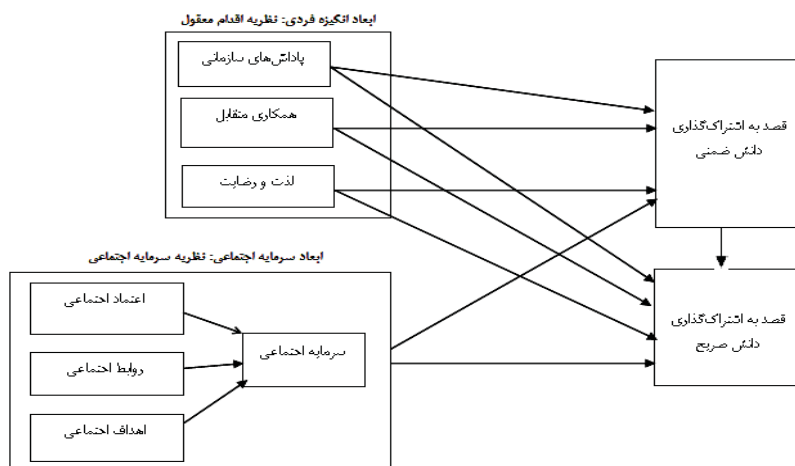 ابعاد انگیزه فردی: نظریه اقدام معقول
پاداش‌های سازمانی
همکاری متقابل
لذت و رضایت
قصد به اشتراک‌گذاری
دانش ضمنی
ابعاد سرمایه اجتماعی: نظریه سرمایه اجتماعی
اعتماد اجتماعی
روابط اجتماعی
اهداف اجتماعی
سرمایه اجتماعی
قصد به اشتراک‌گذاری
دانش صریح